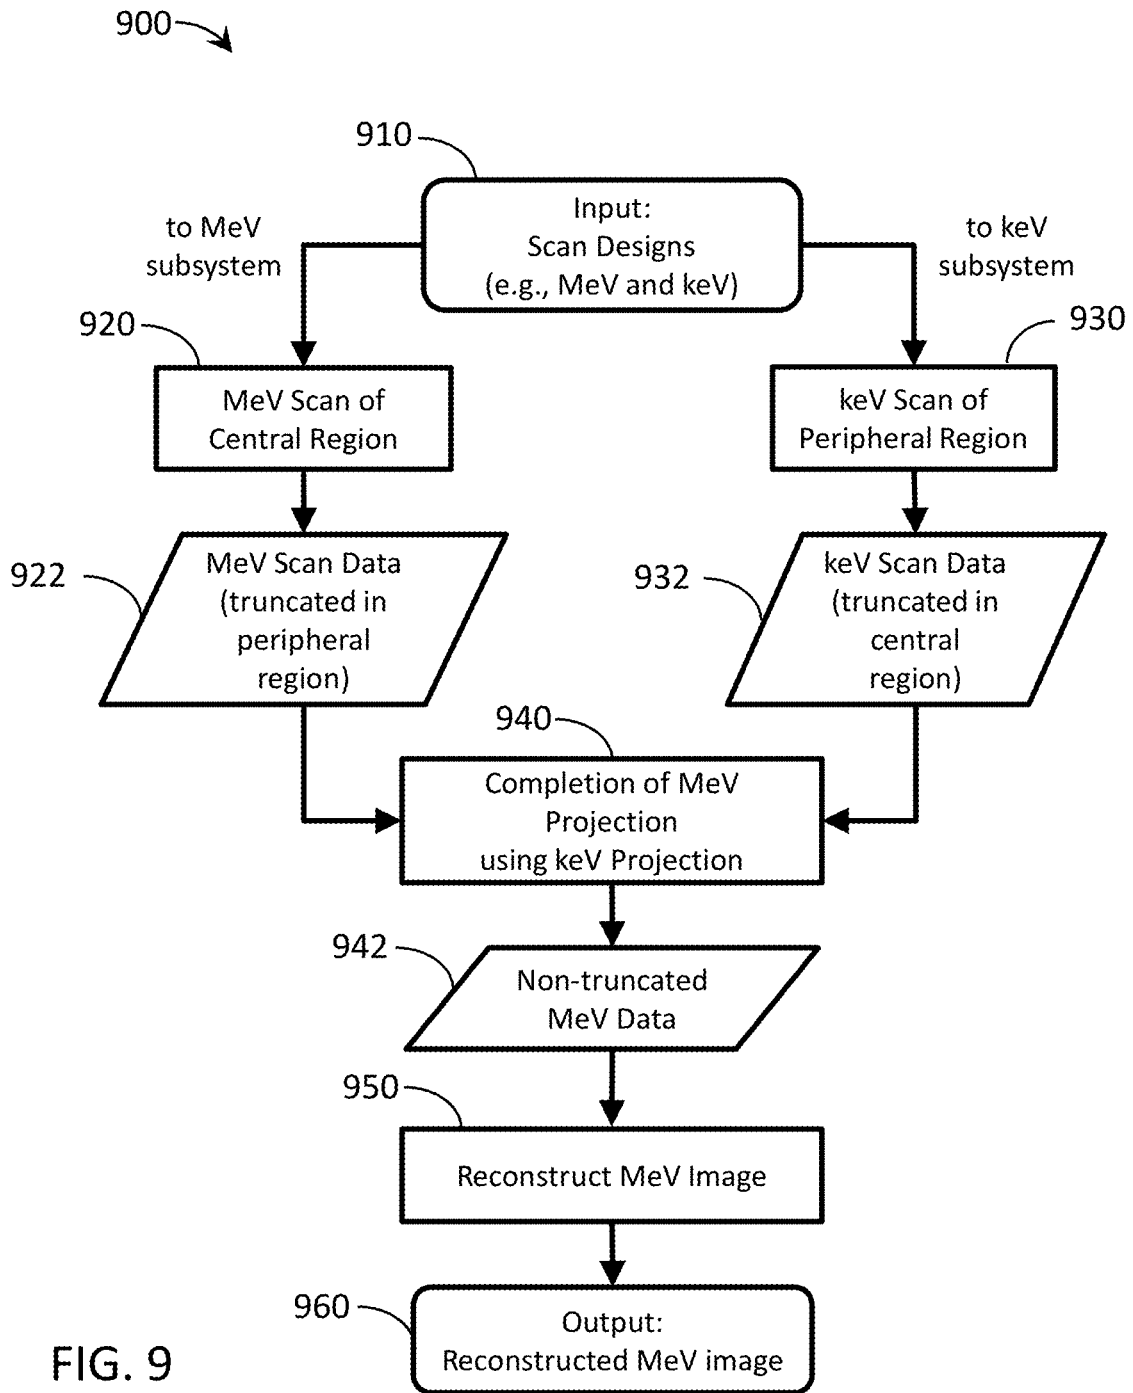 900
910
Input:
Scan Designs
(e.g., MeV and keV)
to MeV
subsystem
to keV
subsystem
920
MeV Scan of
Central Region
930
keV Scan of
Peripheral Region
922
MeV Scan Data
(truncated in
peripheral
region)
932
keV Scan Data
(truncated in
central
region)
940
Completion of MeV
Projection
using keV Projection
942
Non-truncated
MeV Data
950
Reconstruct MeV Image
960
Output:
Reconstructed MeV image
FIG. 9